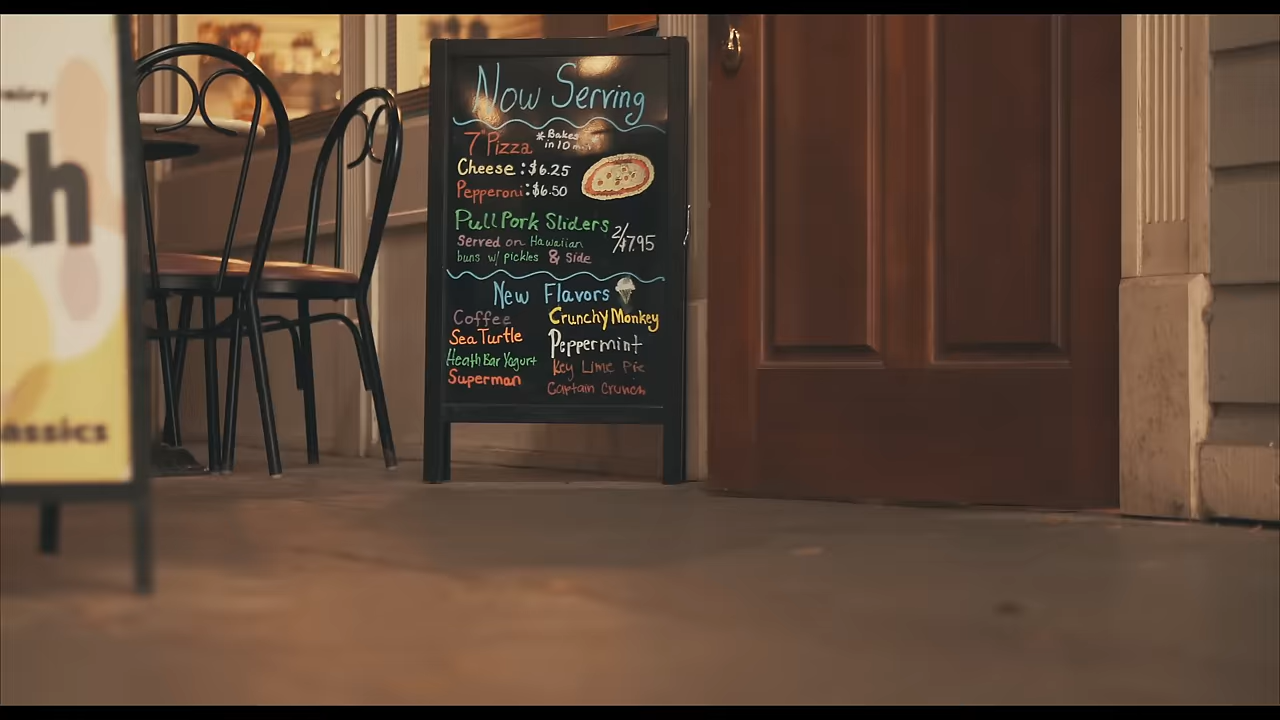 Now Serving
7" Pizza
* Bakes
in 10 min
Cheese : $6.25
Pepperoni : $6.50
Pull Pork Sliders
2/$7.95
Served on Hawaiian
buns w/ pickles & side
New Flavors
Coffee
Sea Turtle
Heath Bar Yogurt
Superman
Crunchy Monkey
Peppermint
Key Lime Pie
Captain Crunch
ch
assics